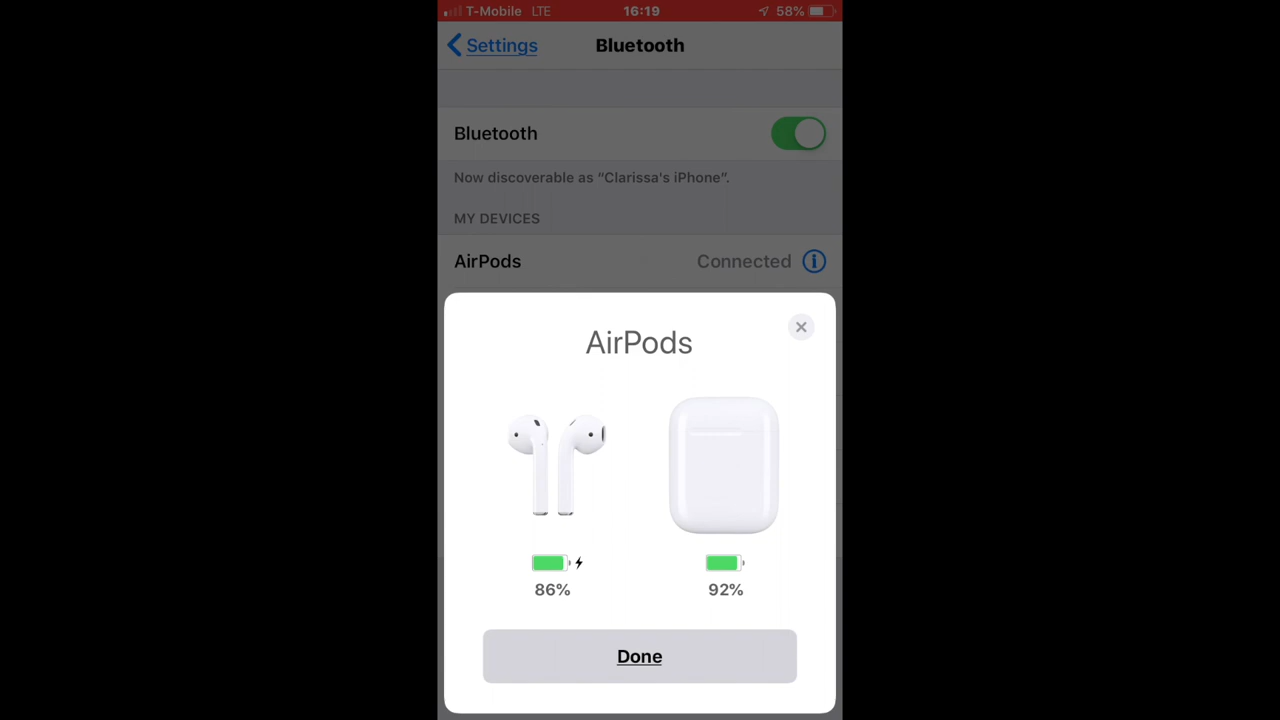 T-Mobile LTE 16:19 58%
Settings Bluetooth
Bluetooth
Now discoverable as “Clarissa's iPhone”.
MY DEVICES
AirPods Connected
AirPods
86% 92%
Done